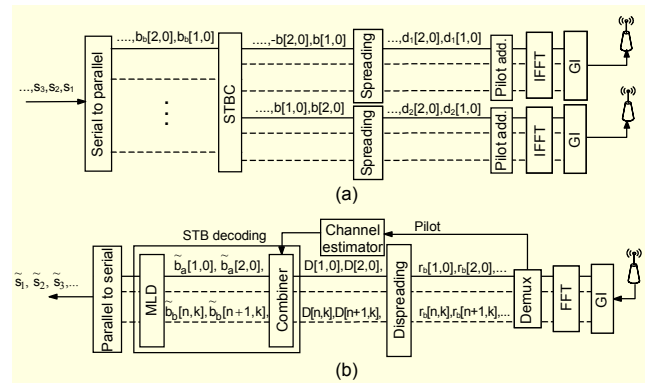 ....,bb[2,0],bb[1,0]
....,-b[2,0],b[1,0]
...,d1[2,0],d1[1,0]
...,s3,s2,s1
Serial to parallel
STBC
Spreading
Pilot add.
IFFT
GI
....,b[1,0],b[2,0]
...,d2[2,0],d2[1,0]
Spreading
Pilot add.
IFFT
GI
(a)
STB decoding
Channel
estimator
Pilot
s̃1, s̃2, s̃3,...
Parallel to serial
MLD
b̃a[1,0], b̃a[2,0],
b̃b[n,k],b̃b[n+1,k],
Combiner
D[1,0],D[2,0],
D[n,k],D[n+1,k],
Dispreading
rb[1,0],rb[2,0],...
rb[n,k],rb[n+1,k],...
Demux
FFT
GI
(b)